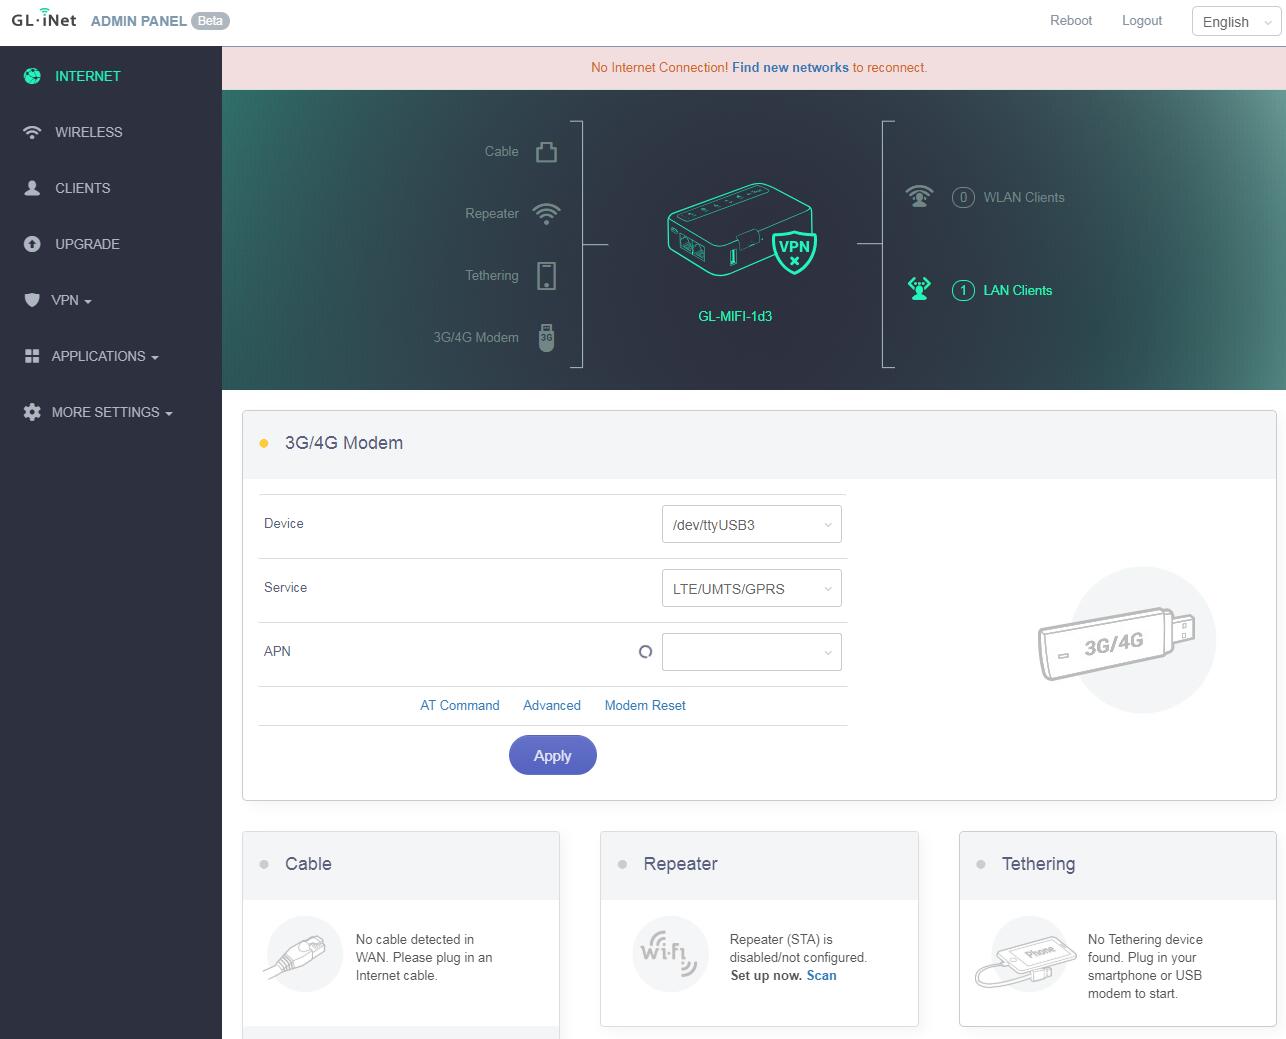 GL·iNet ADMIN PANEL Beta
Reboot
Logout
English
INTERNET
WIRELESS
CLIENTS
UPGRADE
VPN
APPLICATIONS
MORE SETTINGS
No Internet Connection! Find new networks to reconnect.
Cable
Repeater
Tethering
3G/4G Modem
3G
VPN
GL-MIFI-1d3
0 WLAN Clients
1 LAN Clients
3G/4G Modem
Device
/dev/ttyUSB3
Service
LTE/UMTS/GPRS
APN
AT Command
Advanced
Modem Reset
Apply
3G/4G
Cable
No cable detected in
WAN. Please plug in an
Internet cable.
Repeater
Wi-Fi
Repeater (STA) is
disabled/not configured.
Set up now. Scan
Tethering
Phone
No Tethering device
found. Plug in your
smartphone or USB
modem to start.